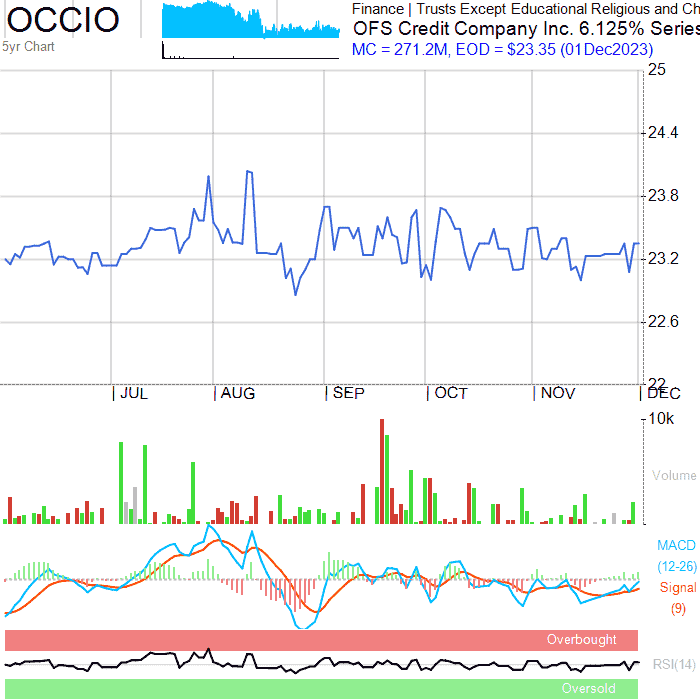 OCCIO
5yr Chart
Finance | Trusts Except Educational Religious and Ch
OFS Credit Company Inc. 6.125% Series
MC = 271.2M, EOD = $23.35 (01Dec2023)
25
24.4
23.8
23.2
22.6
22
JUL AUG SEP OCT NOV DEC
10k
Volume
MACD
(12-26)
Signal
(9)
Overbought
RSI(14)
Oversold